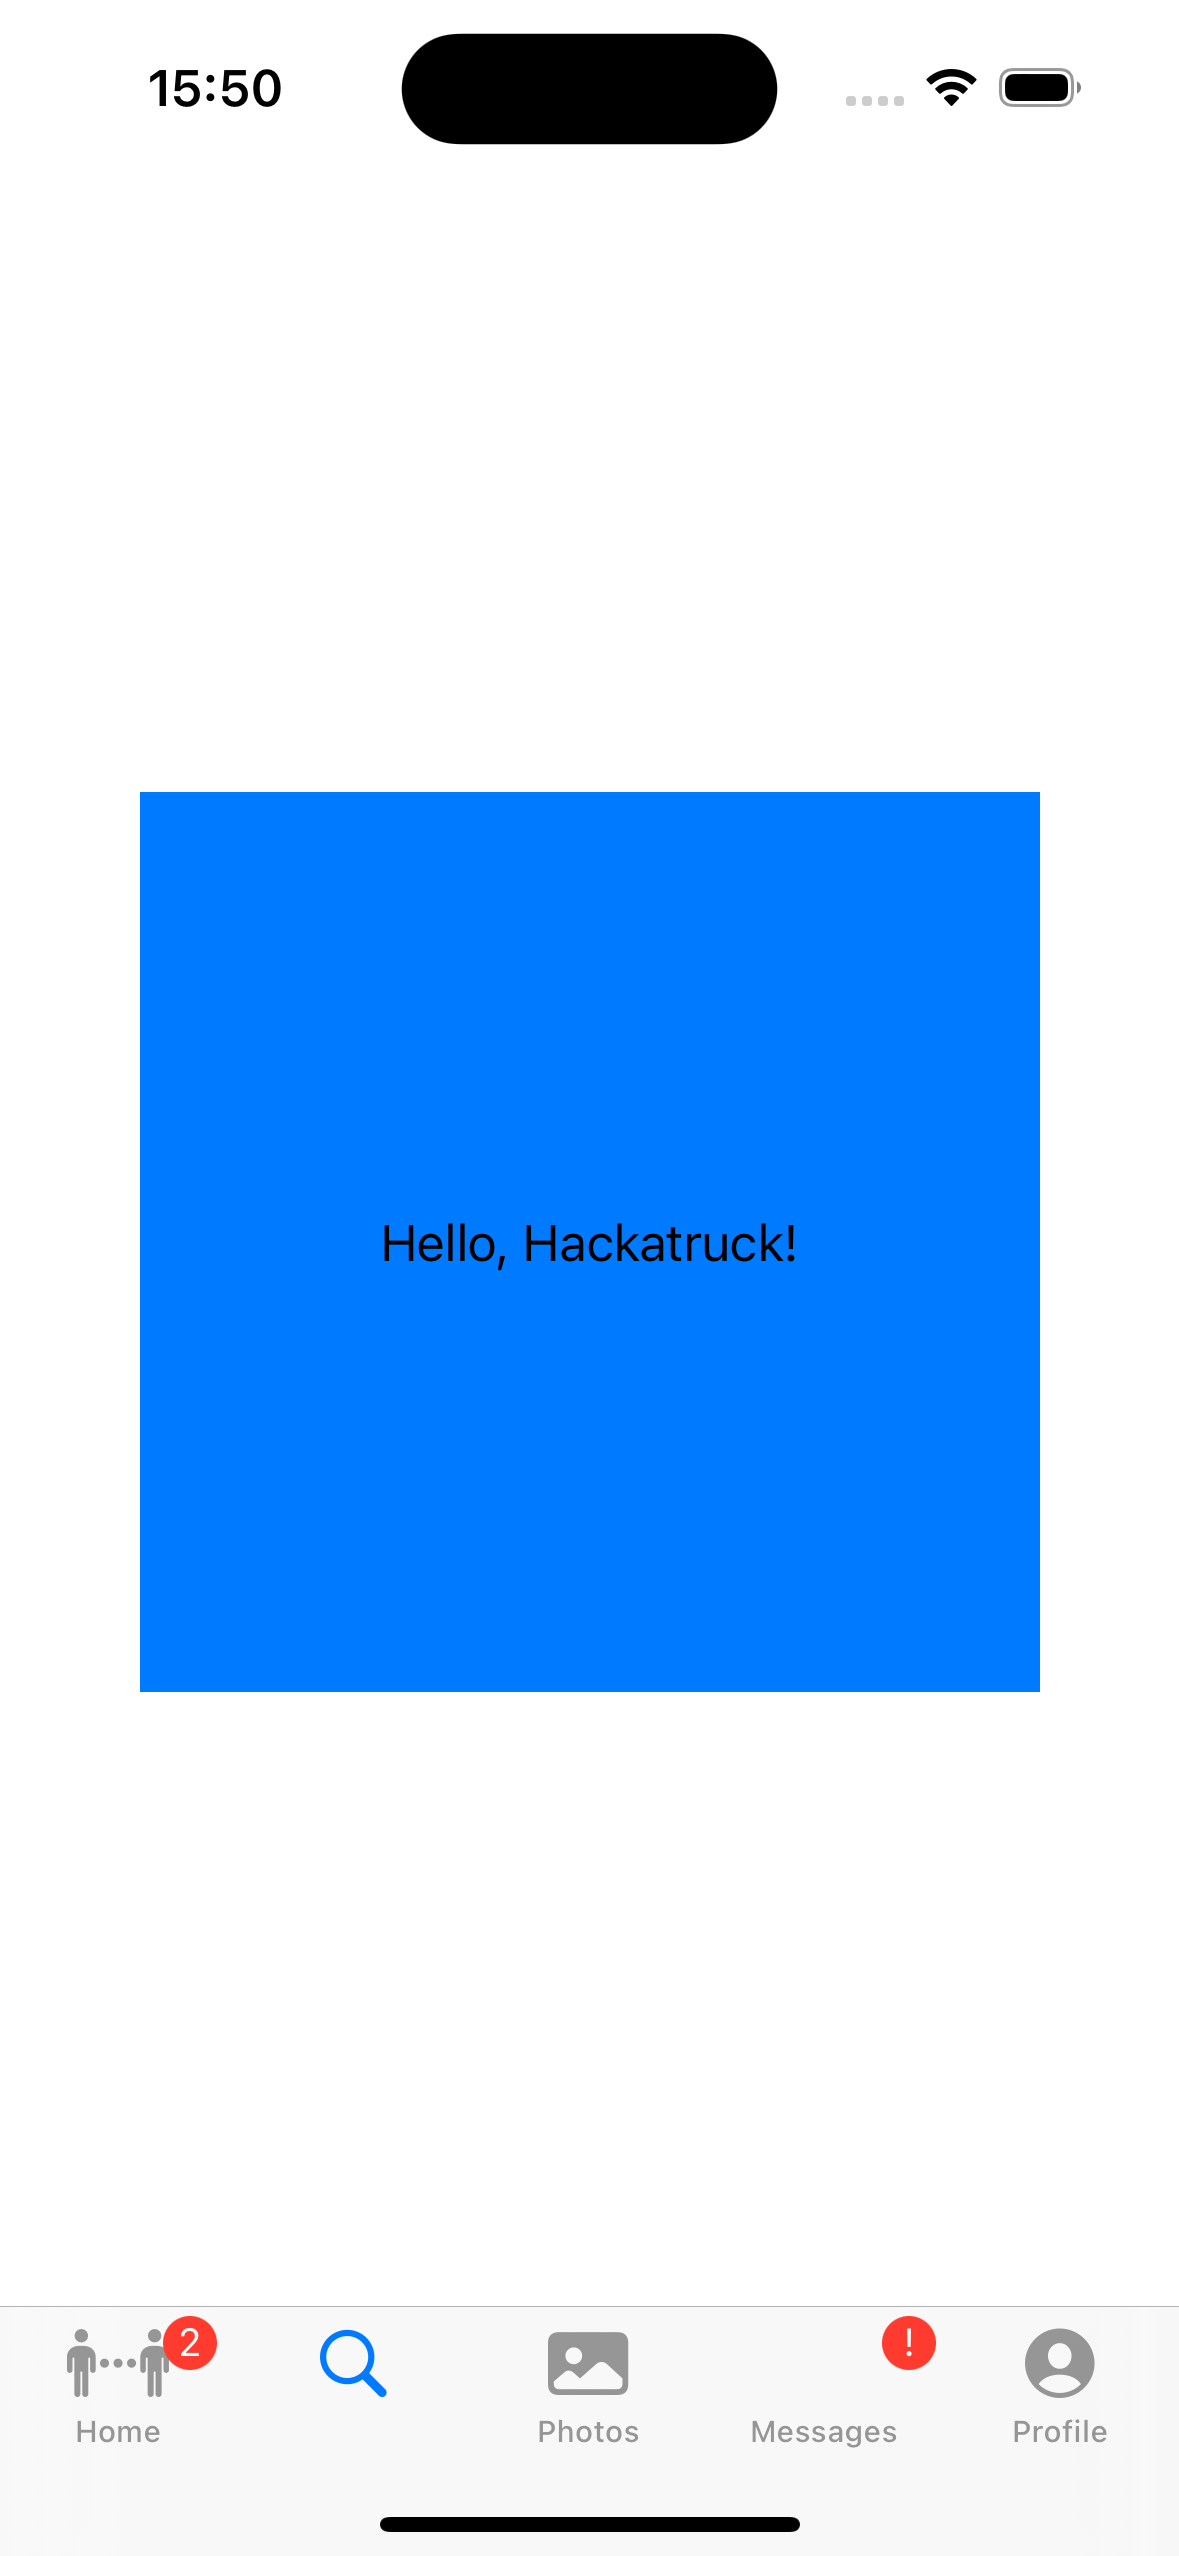 15:50
Hello, Hackatruck!
2
!
Home
Photos
Messages
Profile